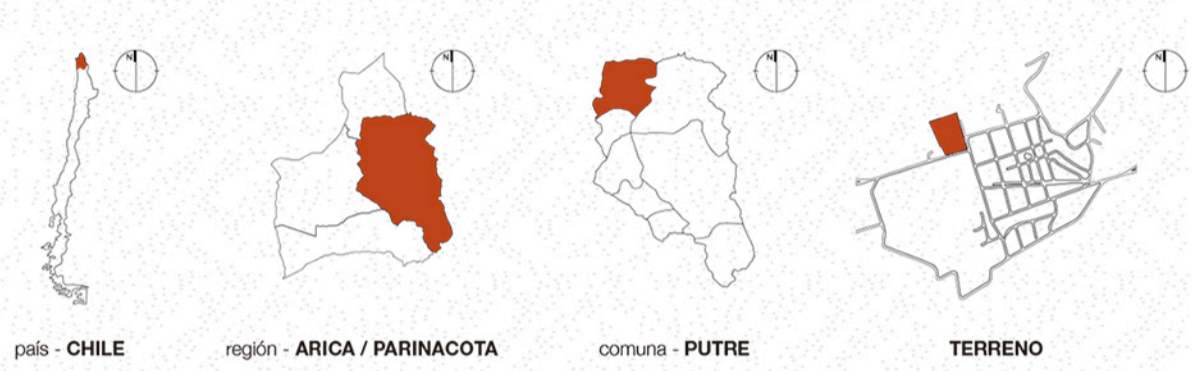 N
N
N
N
país - CHILE
región - ARICA / PARINACOTA
comuna - PUTRE
TERRENO